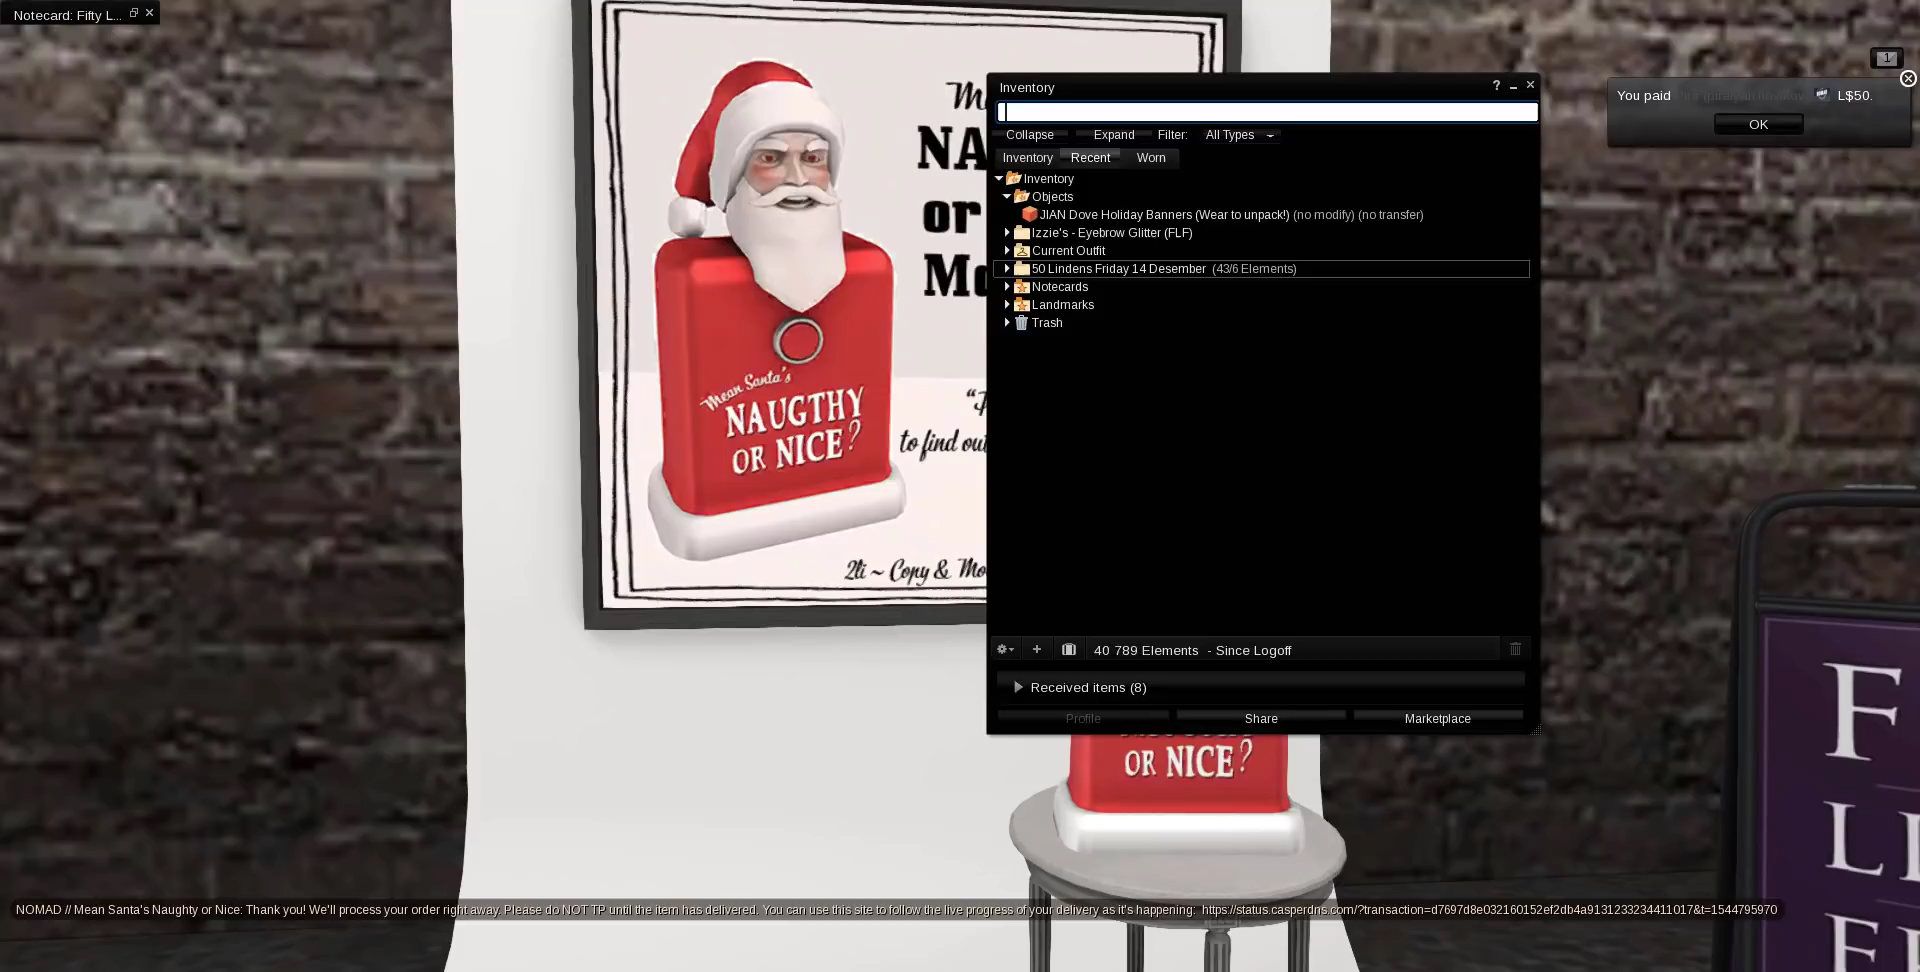 Notecard: Fifty L...
1
You paid L$50.
OK
NA
or
Mo
Mean Santa's
NAUGTHY
OR NICE?
to find out
2li ~ Copy & Mo
Inventory
?
Collapse Expand Filter: All Types
Inventory Recent Worn
Inventory
Objects
JIAN Dove Holiday Banners (Wear to unpack!) (no modify) (no transfer)
Izzie's - Eyebrow Glitter (FLF)
Current Outfit
50 Lindens Friday 14 Desember (43/6 Elements)
Notecards
Landmarks
Trash
40 789 Elements - Since Logoff
Received items (8)
Profile Share Marketplace
OR NICE?
F
L
F
NOMAD // Mean Santa's Naughty or Nice: Thank you! We'll process your order right away. Please do NOT TP until the item has delivered. You can use this site to follow the live progress of your delivery as it's happening: https://status.casperdns.com/?transaction=d7697d8e032160152ef2db4a9131233234411017&t=1544795970